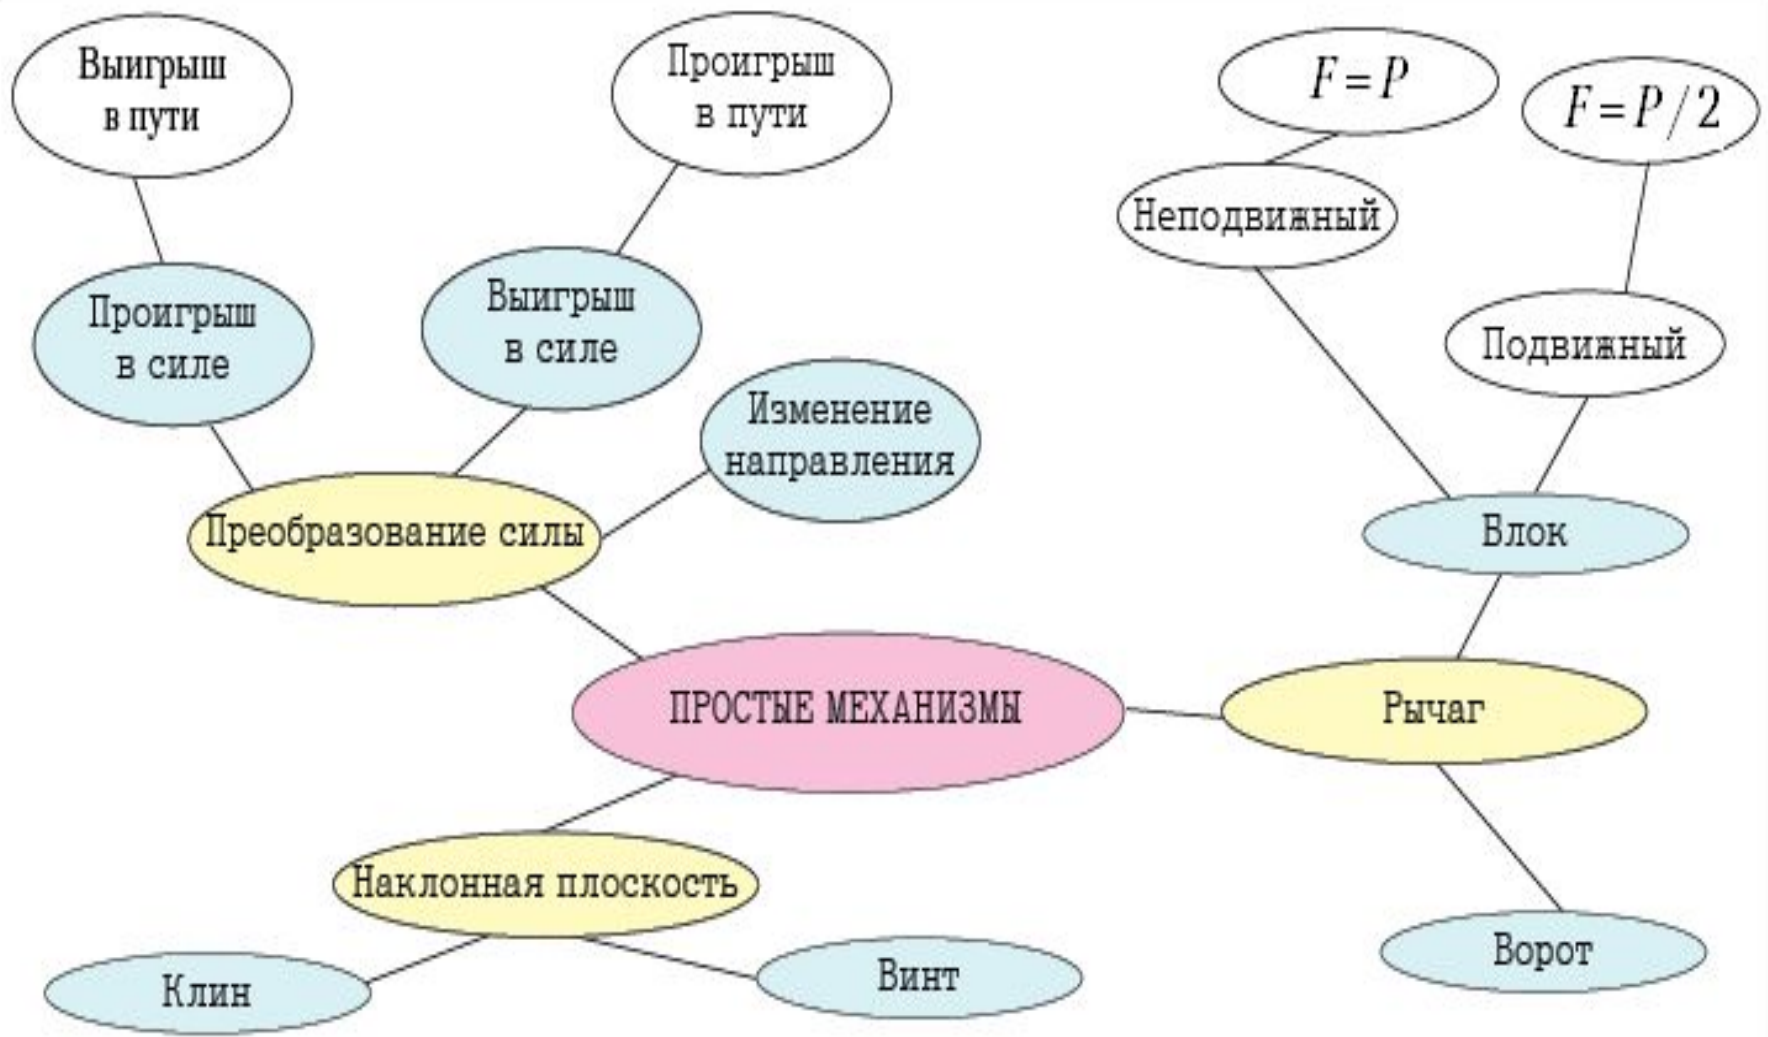 Выигрыш
в пути
Проигрыш
в пути
F = P
F = P / 2
Неподвижный
Проигрыш
в силе
Выигрыш
в силе
Подвижный
Изменение
направления
Преобразование силы
Блок
ПРОСТЫЕ МЕХАНИЗМЫ
Рычаг
Наклонная плоскость
Клин
Винт
Ворот